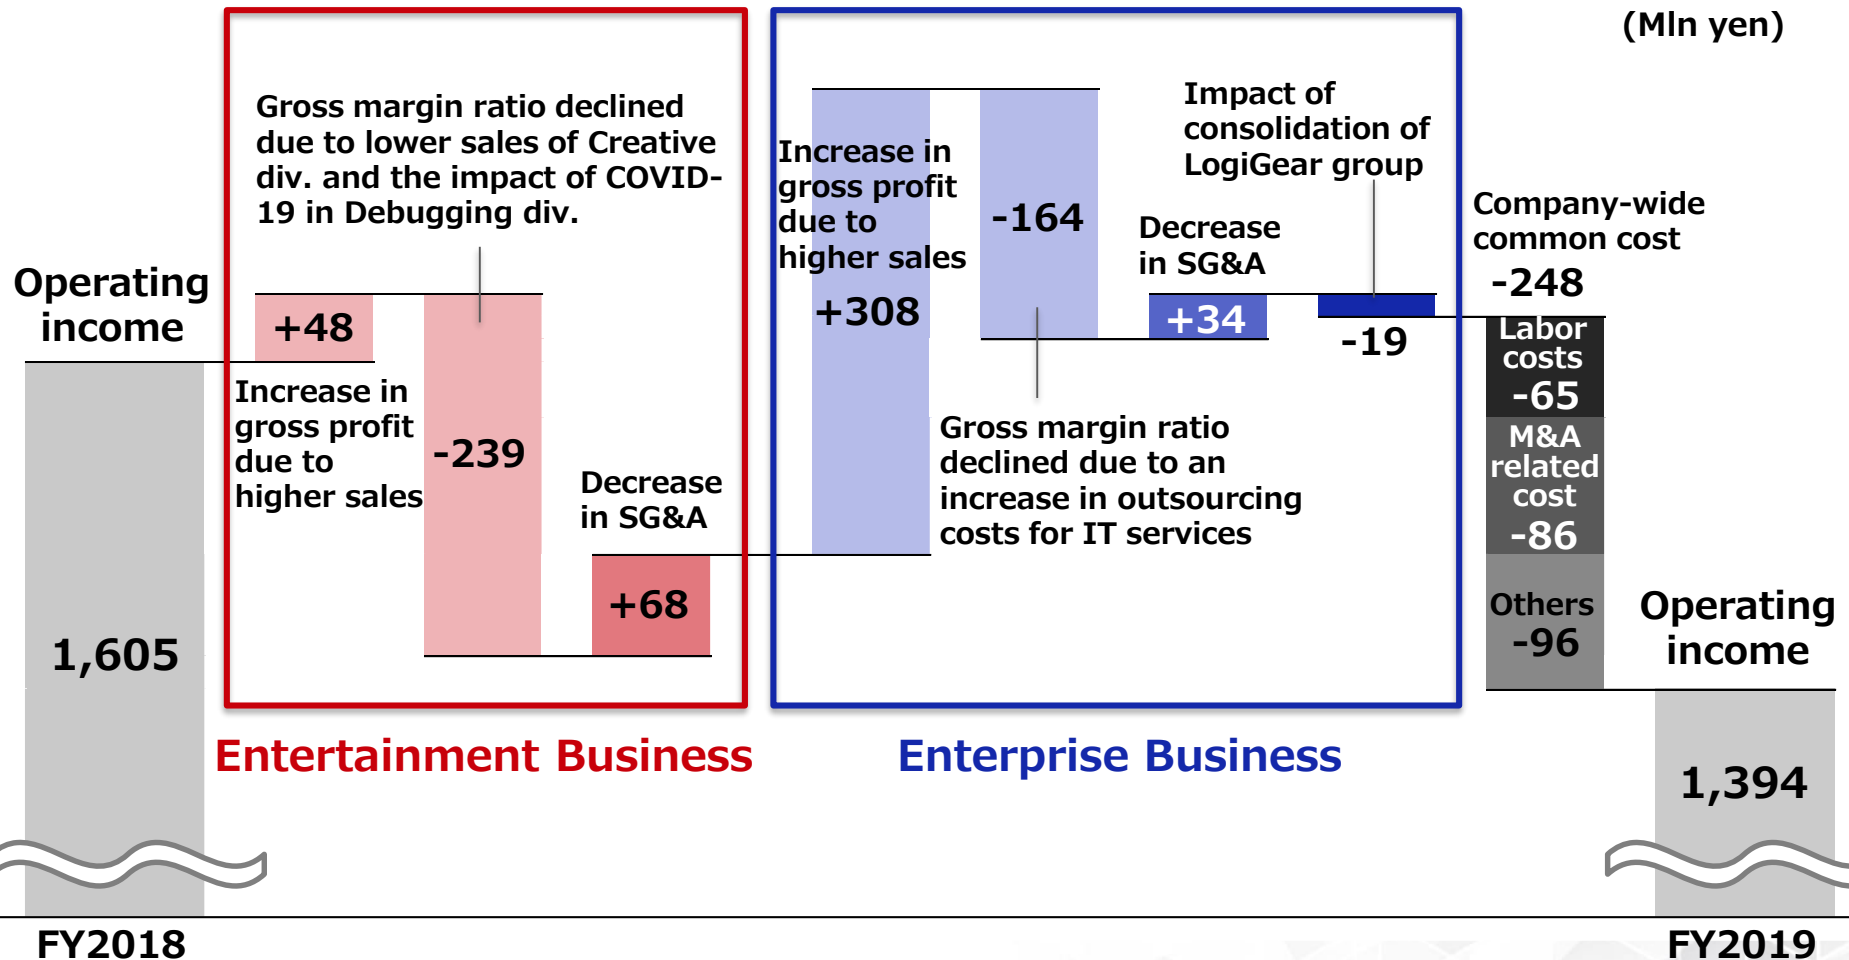 (Mln yen)
Operating
income
1,605
FY2018
Gross margin ratio declined
due to lower sales of Creative
div. and the impact of COVID-
19 in Debugging div.
+48
Increase in
gross profit
due to
higher sales
-239
Decrease
in SG&A
+68
Entertainment Business
Increase in
gross profit
due to
higher sales
+308
-164
Gross margin ratio
declined due to an
increase in outsourcing
costs for IT services
Decrease
in SG&A
+34
Impact of
consolidation of
LogiGear group
-19
Enterprise Business
Company-wide
common cost
-248
Labor
costs
-65
M&A
related
cost
-86
Others
-96
Operating
income
1,394
FY2019